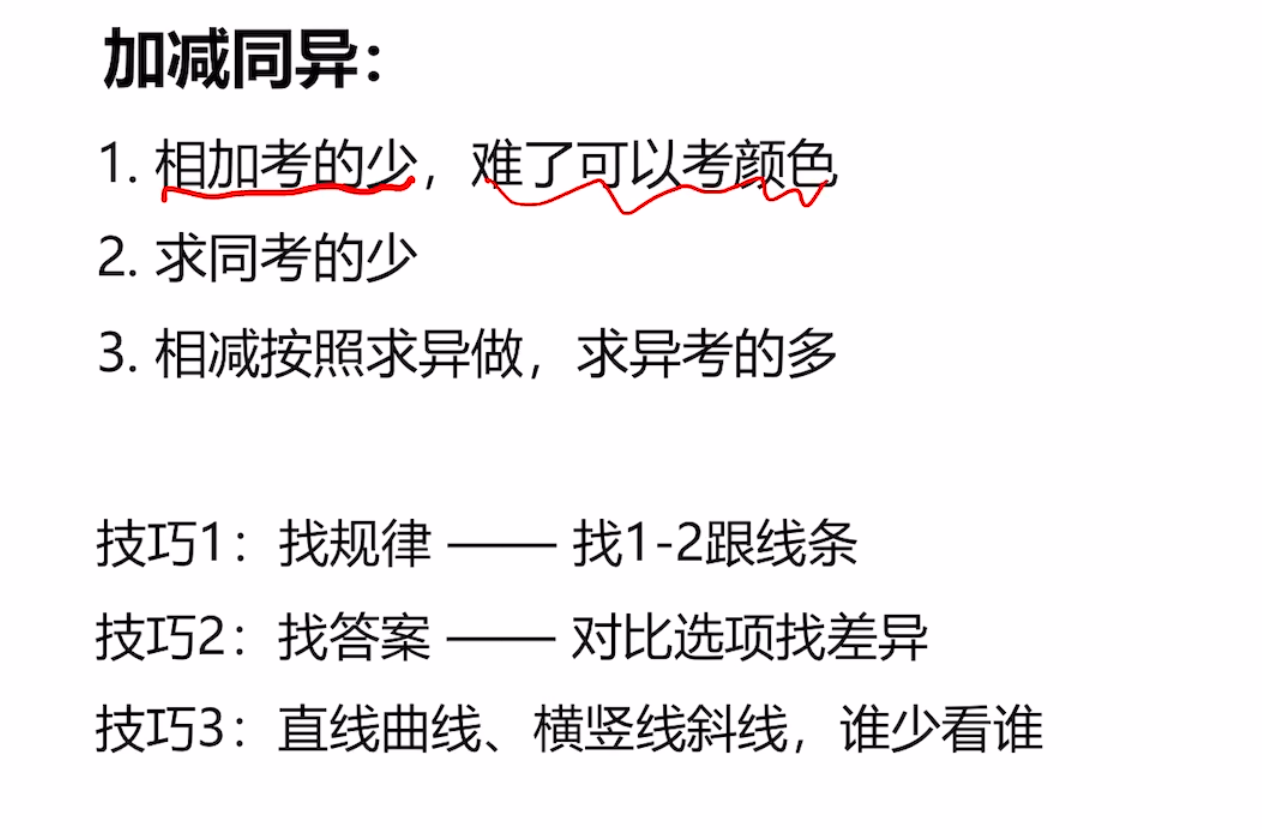 加减同异：
1. 相加考的少，难了可以考颜色
2. 求同考的少
3. 相减按照求异做，求异考的多
技巧1：找规律 —— 找1-2跟线条
技巧2：找答案 —— 对比选项找差异
技巧3：直线曲线、横竖线斜线，谁少看谁